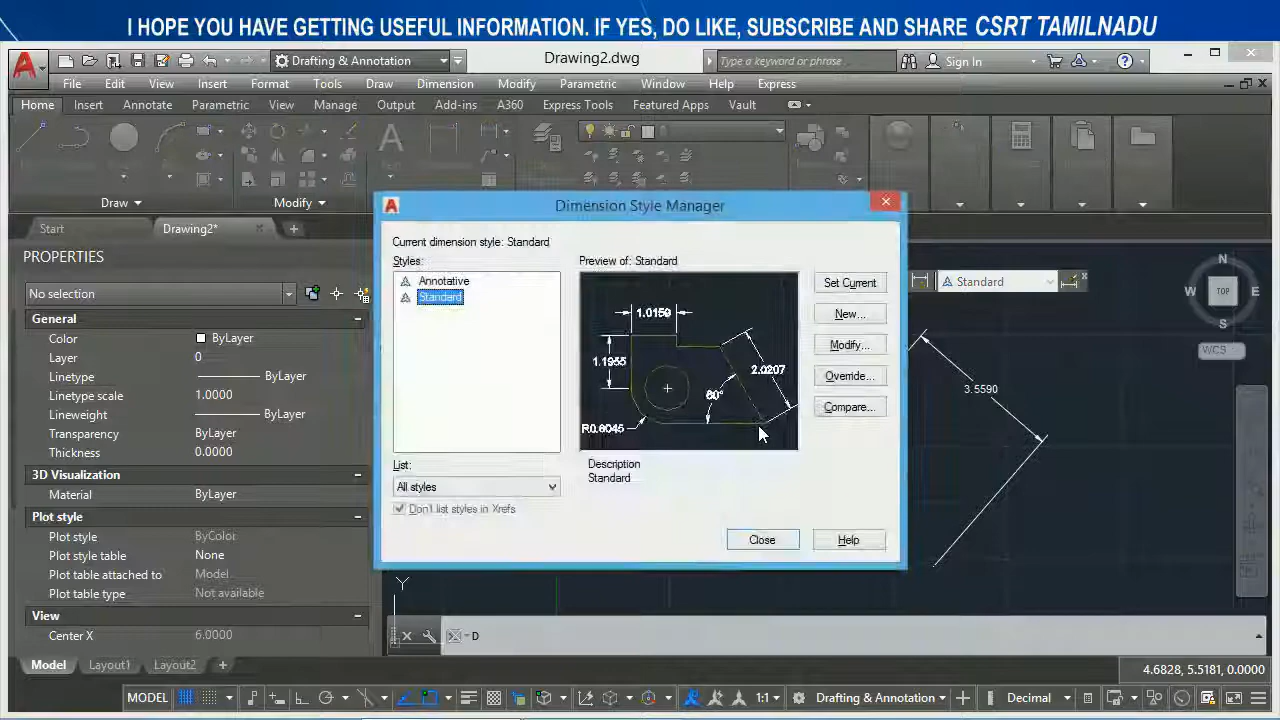 I HOPE YOU HAVE GETTING USEFUL INFORMATION. IF YES, DO LIKE, SUBSCRIBE AND SHARE CSRT TAMILNADU
Drafting & Annotation
Drawing2.dwg
Type a keyword or phrase
Sign In
File Edit View Insert Format Tools Draw Dimension Modify Parametric Window Help Express
Home Insert Annotate Parametric View Manage Output Add-ins A360 Express Tools Featured Apps Vault
Draw
Modify
Start
Drawing2*
PROPERTIES
No selection
General
Color ByLayer
Layer 0
Linetype ByLayer
Linetype scale 1.0000
Lineweight ByLayer
Transparency ByLayer
Thickness 0.0000
3D Visualization
Material ByLayer
Plot style
Plot style ByColor
Plot style table None
Plot table attached to Model
Plot table type Not available
View
Center X 6.0000
Dimension Style Manager
Current dimension style: Standard
Styles:
Annotative
Standard
List:
All styles
Don't list styles in Xrefs
Preview of: Standard
1.0159
1.1955
2.0207
60°
R0.8045
Description
Standard
Set Current
New...
Modify...
Override...
Compare...
Close
Help
Standard
N
W TOP E
S
WCS
3.5590
Y
D
Model Layout1 Layout2
4.6828, 5.5181, 0.0000
MODEL
1:1
Drafting & Annotation
Decimal